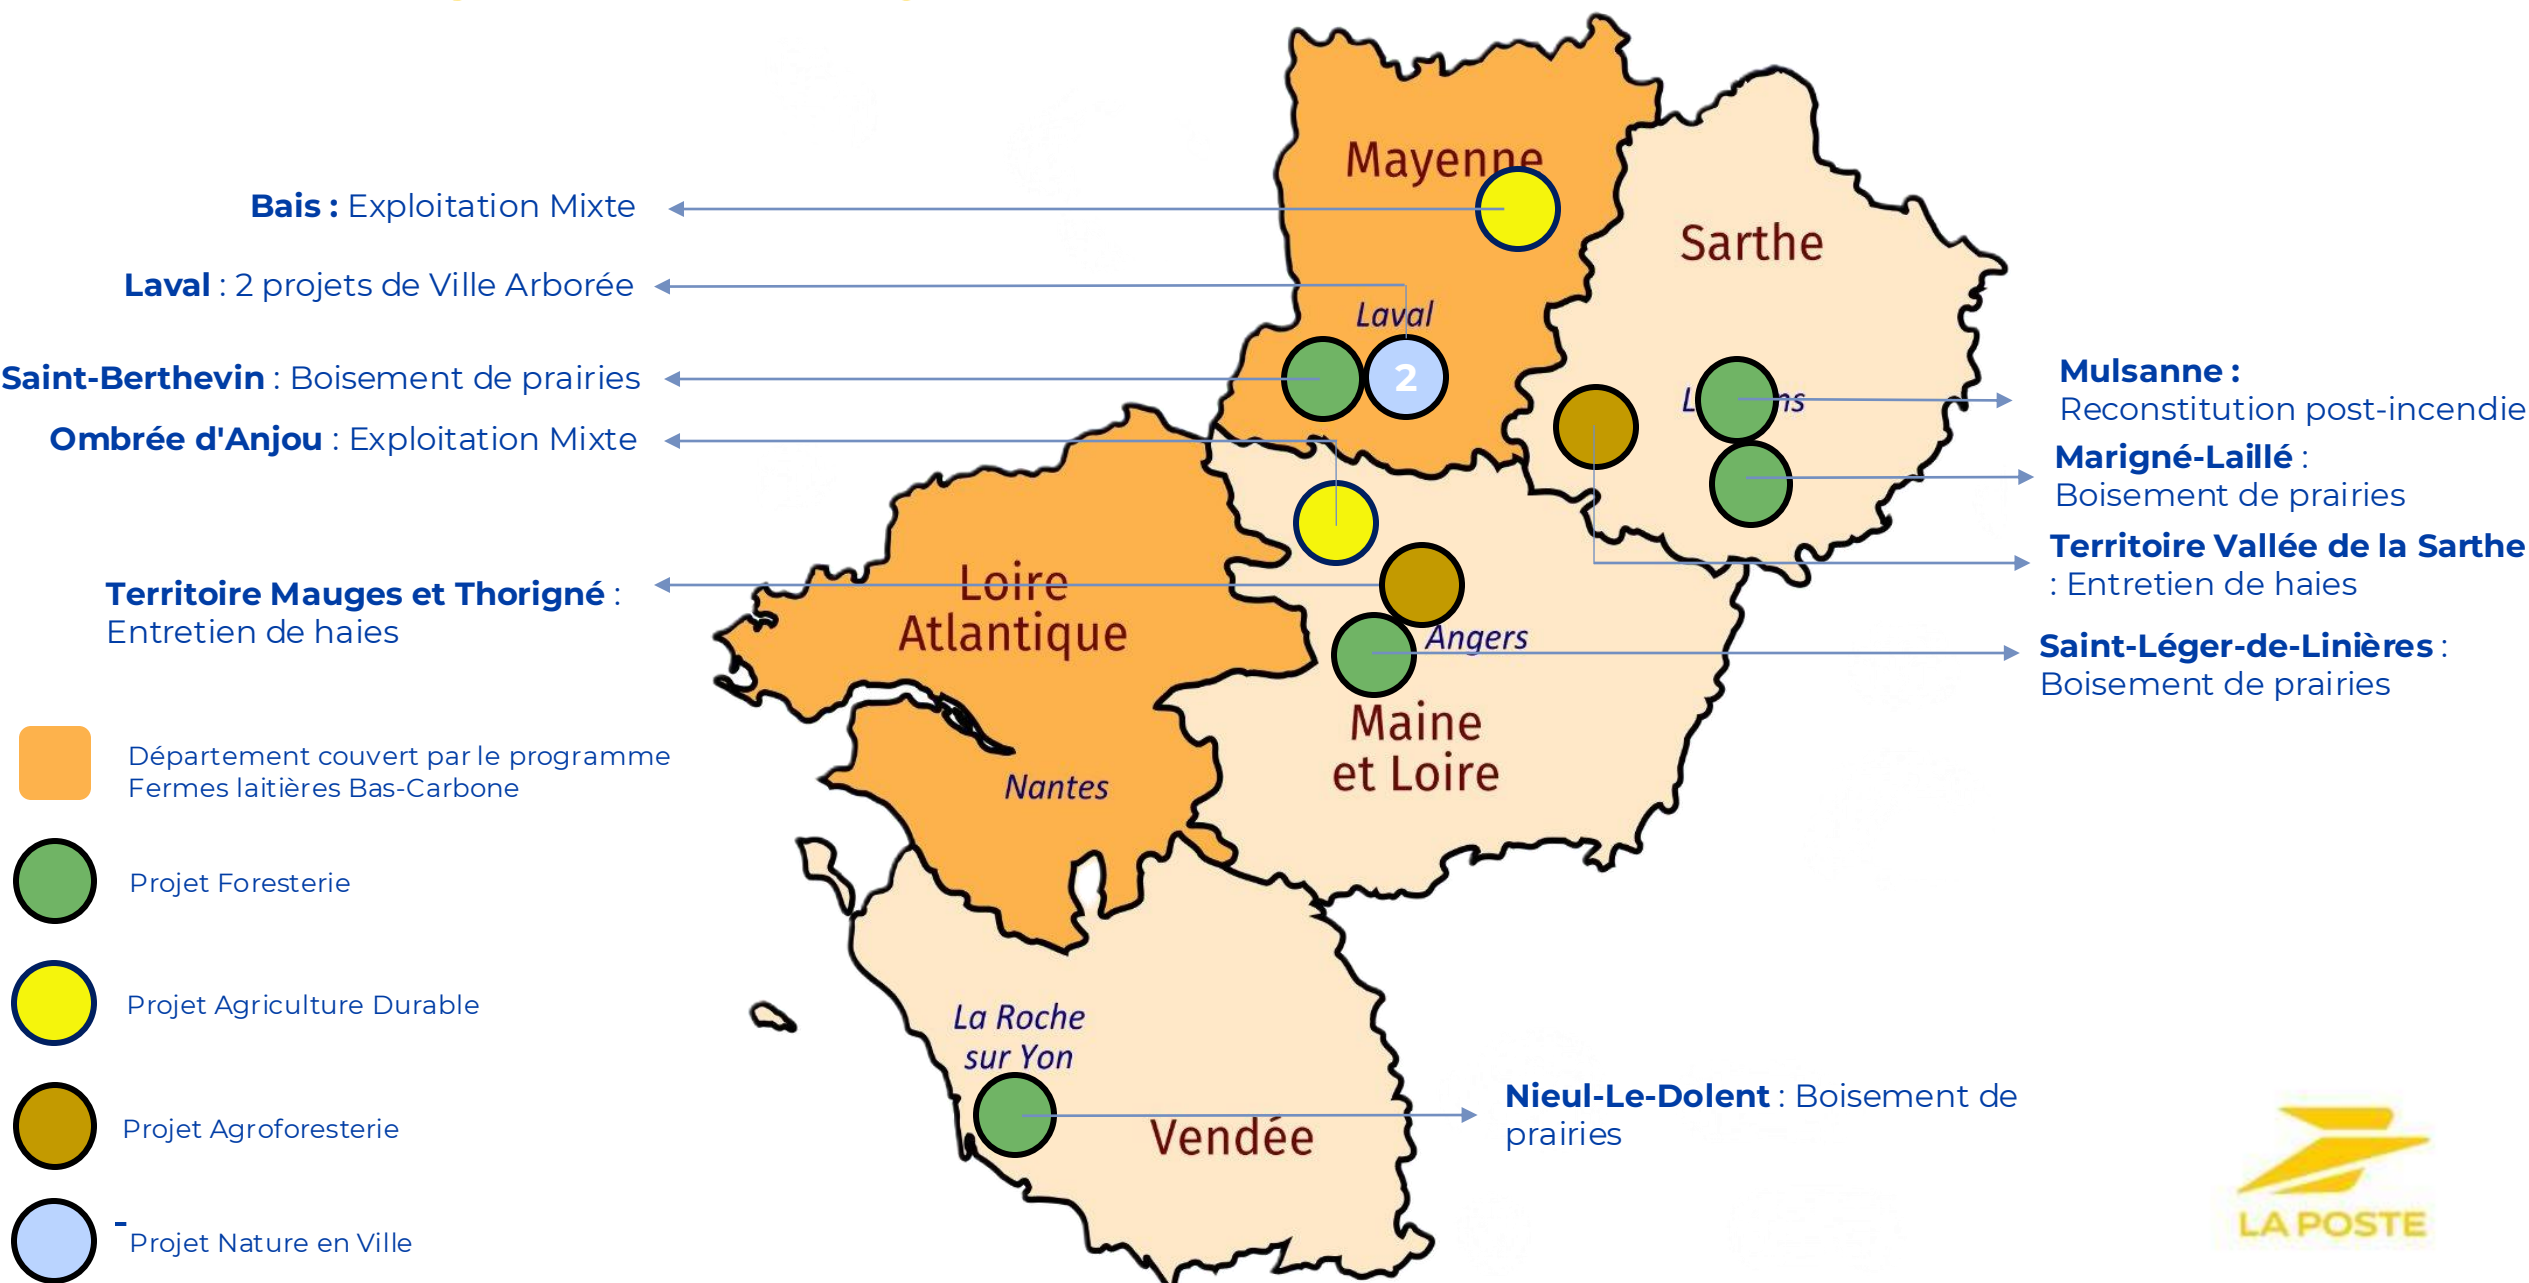 Mayenne
Sarthe
Laval
2
L
ns
Loire
Atlantique
Angers
Maine
et Loire
Nantes
La Roche
sur Yon
Vendée
Bais : Exploitation Mixte
Laval : 2 projets de Ville Arborée
Saint-Berthevin : Boisement de prairies
Ombrée d'Anjou : Exploitation Mixte
Territoire Mauges et Thorigné :
Entretien de haies
Mulsanne :
Reconstitution post-incendie
Marigné-Laillé :
Boisement de prairies
Territoire Vallée de la Sarthe
: Entretien de haies
Saint-Léger-de-Linières :
Boisement de prairies
Nieul-Le-Dolent : Boisement de
prairies
Département couvert par le programme
Fermes laitières Bas-Carbone
Projet Foresterie
Projet Agriculture Durable
Projet Agroforesterie
-
Projet Nature en Ville
LA POSTE